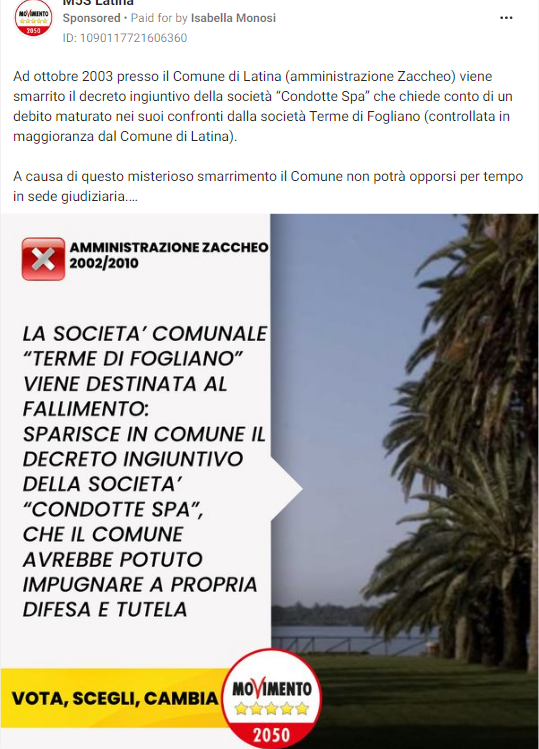 M5S Latina
Sponsored • Paid for by Isabella Monosi
ID: 1090117721606360
Ad ottobre 2003 presso il Comune di Latina (amministrazione Zaccheo) viene
smarrito il decreto ingiuntivo della società “Condotte Spa” che chiede conto di un
debito maturato nei suoi confronti dalla società Terme di Fogliano (controllata in
maggioranza dal Comune di Latina).
A causa di questo misterioso smarrimento il Comune non potrà opporsi per tempo
in sede giudiziaria....
AMMINISTRAZIONE ZACCHEO
2002/2010
LA SOCIETA’ COMUNALE
“TERME DI FOGLIANO”
VIENE DESTINATA AL
FALLIMENTO:
SPARISCE IN COMUNE IL
DECRETO INGIUNTIVO
DELLA SOCIETA’
“CONDOTTE SPA”,
CHE IL COMUNE
AVREBBE POTUTO
IMPUGNARE A PROPRIA
DIFESA E TUTELA
VOTA, SCEGLI, CAMBIA
MOVIMENTO
2050
MOVIMENTO
2050